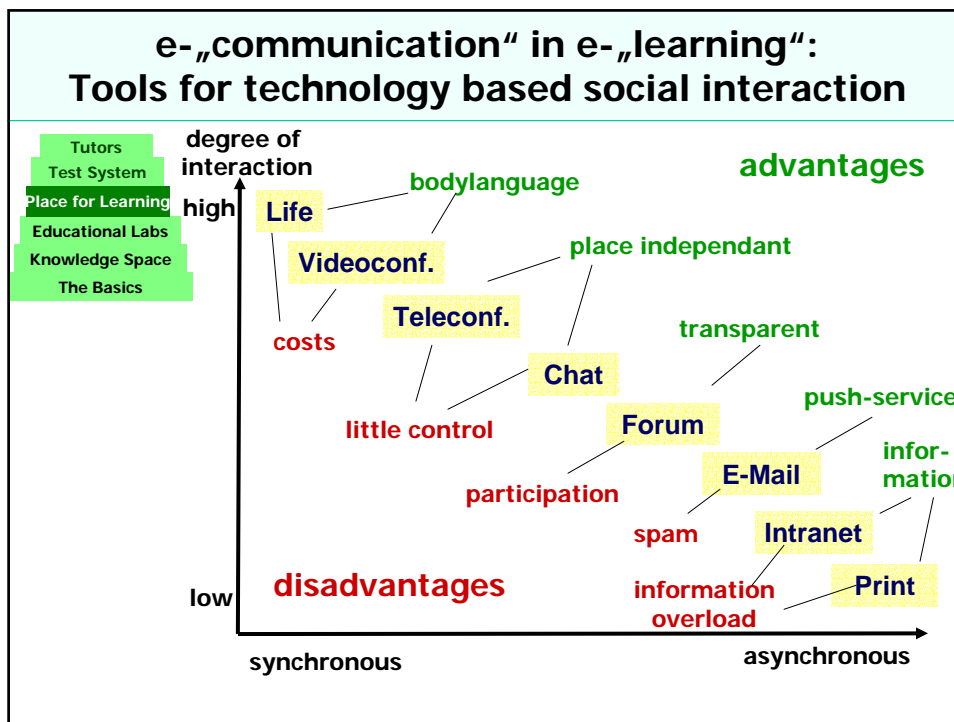 e-„communication“ in e-„learning“:
Tools for technology based social interaction
Tutors
Test System
Place for Learning
Educational Labs
Knowledge Space
The Basics
degree of
interaction
high
low
advantages
bodylanguage
Life
place independant
Videoconf.
Teleconf.
transparent
costs
Chat
push-service
little control
Forum
infor-
mation
E-Mail
participation
spam
Intranet
disadvantages
information
overload
Print
synchronous
asynchronous